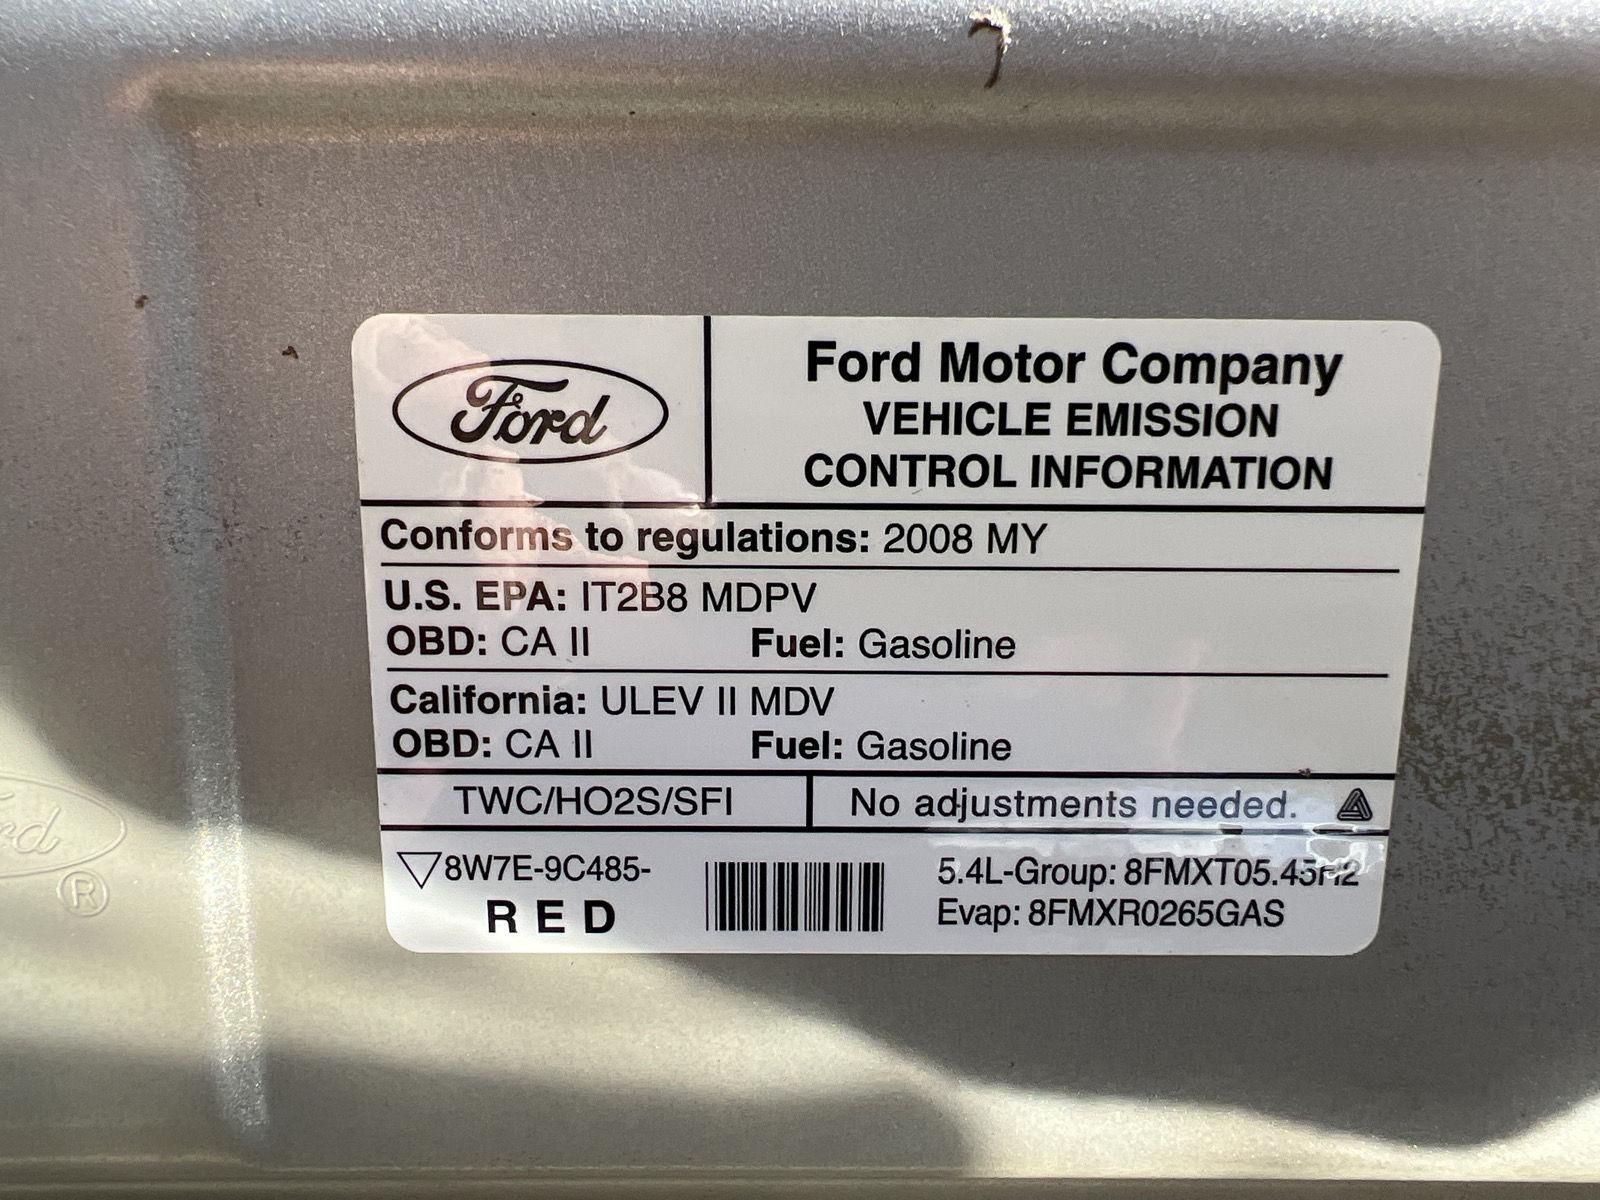 Ford
Ford Motor Company
VEHICLE EMISSION
CONTROL INFORMATION
Conforms to regulations: 2008 MY
U.S. EPA: IT2B8 MDPV
OBD: CA II Fuel: Gasoline
California: ULEV II MDV
OBD: CA II Fuel: Gasoline
TWC/HO2S/SFI
No adjustments needed.
8W7E-9C485-
RED
5.4L-Group:
Evap: 8FMXR0265GAS
rd
®